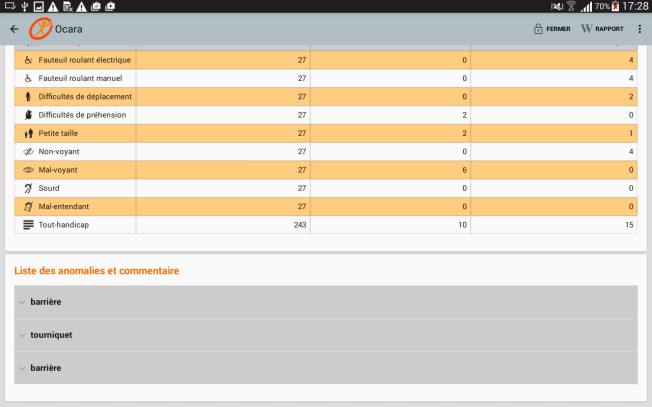 70% 17:28
Ocara FERMER W RAPPORT
Fauteuil roulant électrique 27 0 4
Fauteuil roulant manuel 27 0 4
Difficultés de déplacement 27 0 2
Difficultés de préhension 27 2 0
Petite taille 27 2 1
Non-voyant 27 0 4
Mal-voyant 27 6 0
Sourd 27 0 0
Mal-entendant 27 0 0
Tout-handicap 243 10 15
Liste des anomalies et commentaire
barrière
tourniquet
barrière